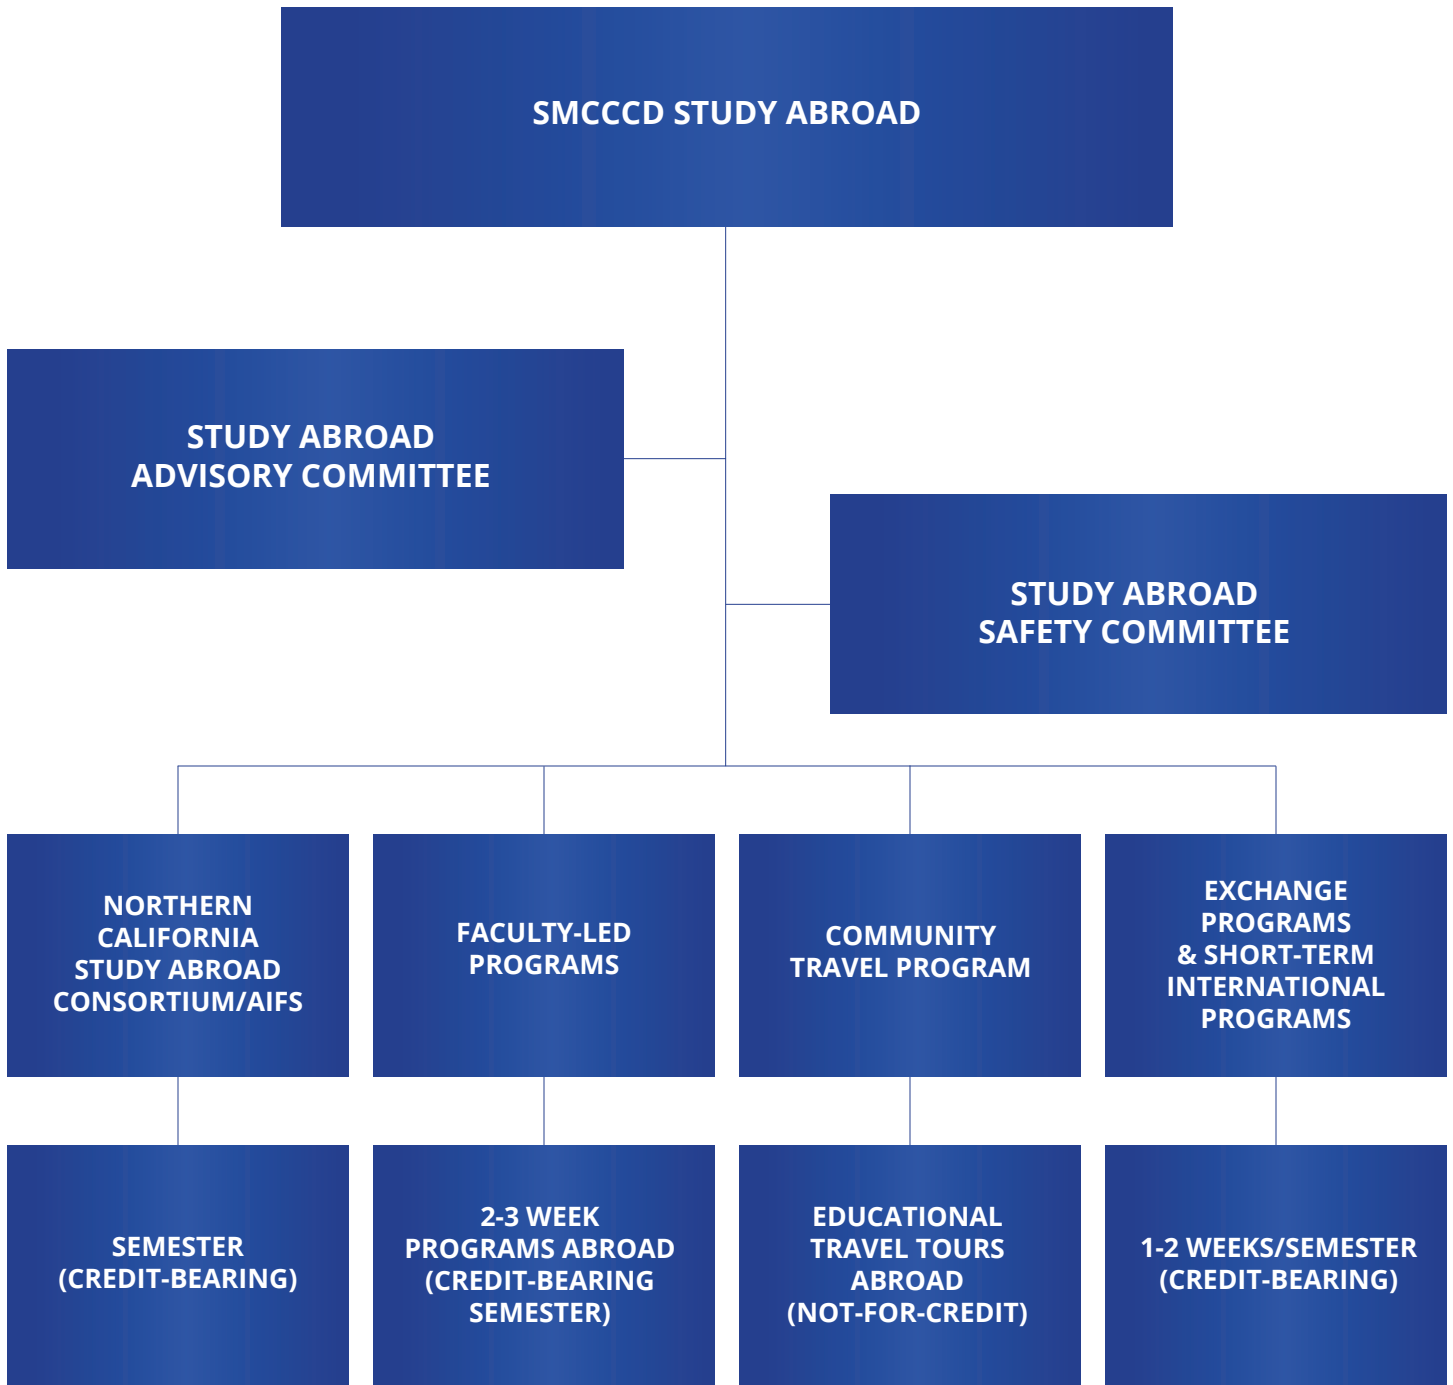 SMCCCD STUDY ABROAD
STUDY ABROAD
ADVISORY COMMITTEE
STUDY ABROAD
SAFETY COMMITTEE
NORTHERN
CALIFORNIA
STUDY ABROAD
CONSORTIUM/AIFS
FACULTY-LED
PROGRAMS
COMMUNITY
TRAVEL PROGRAM
EXCHANGE
PROGRAMS
& SHORT-TERM
INTERNATIONAL
PROGRAMS
SEMESTER
(CREDIT-BEARING)
2-3 WEEK
PROGRAMS ABROAD
(CREDIT-BEARING
SEMESTER)
EDUCATIONAL
TRAVEL TOURS
ABROAD
(NOT-FOR-CREDIT)
1-2 WEEKS/SEMESTER
(CREDIT-BEARING)